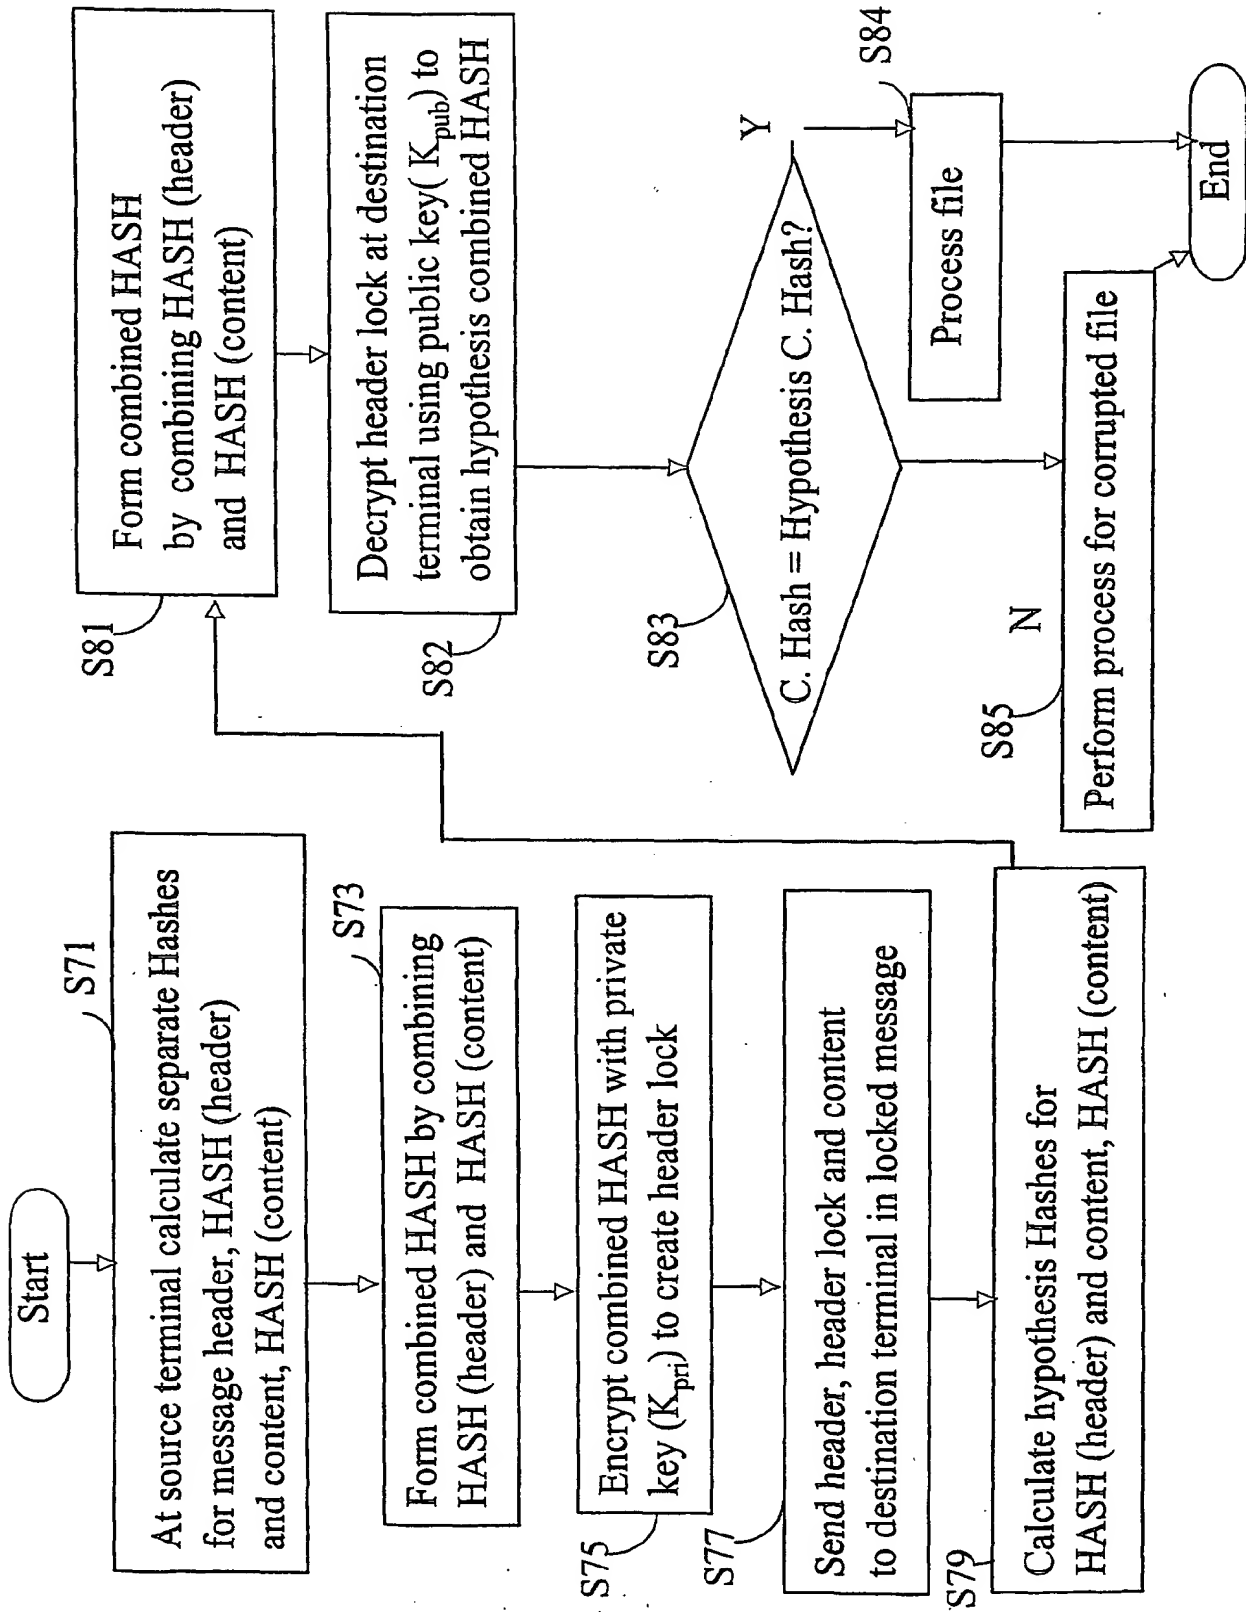 Start
S71
At source terminal calculate separate Hashes
for message header, HASH (header)
and content, HASH (content)
S73
Form combined HASH by combining
HASH (header) and HASH (content)
S75
Encrypt combined HASH with private
key (Kpri) to create header lock
S77
Send header, header lock and content
to destination terminal in locked message
S79
Calculate hypothesis Hashes for
HASH (header) and content, HASH (content)
S81
Form combined HASH
by combining HASH (header)
and HASH (content)
S82
Decrypt header lock at destination
terminal using public key( Kpub) to
obtain hypothesis combined HASH
S83
C. Hash = Hypothesis C. Hash?
Y
S84
Process file
N
S85
Perform process for corrupted file
End